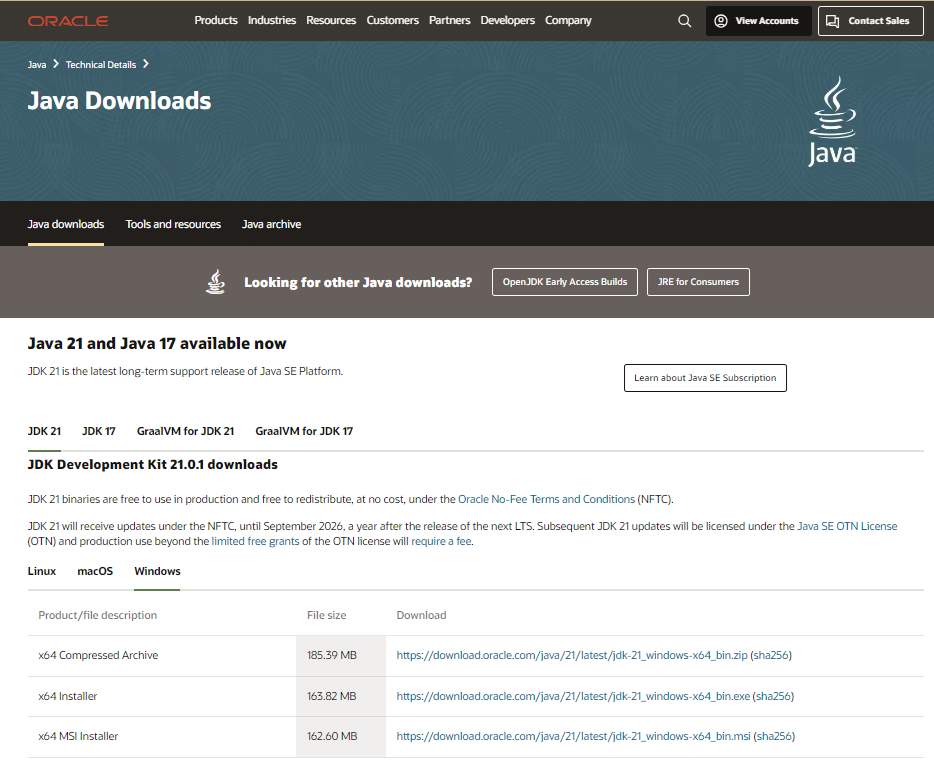 ORACLE Products Industries Resources Customers Partners Developers Company View Accounts Contact Sales
Java Technical Details
Java Downloads
Java
Java downloads Tools and resources Java archive
Looking for other Java downloads? OpenJDK Early Access Builds JRE for Consumers
Java 21 and Java 17 available now
JDK 21 is the latest long-term support release of Java SE Platform.
Learn about Java SE Subscription
JDK 21 JDK 17 GraalVM for JDK 21 GraalVM for JDK 17
JDK Development Kit 21.0.1 downloads
JDK 21 binaries are free to use in production and free to redistribute, at no cost, under the Oracle No-Fee Terms and Conditions (NFTC).
JDK 21 will receive updates under the NFTC, until September 2026, a year after the release of the next LTS. Subsequent JDK 21 updates will be licensed under the Java SE OTN License
(OTN) and production use beyond the limited free grants of the OTN license will require a fee.
Linux macOS Windows
Product/file description File size Download
x64 Compressed Archive 185.39 MB https://download.oracle.com/java/21/latest/jdk-21_windows-x64_bin.zip (sha256)
x64 Installer 163.82 MB https://download.oracle.com/java/21/latest/jdk-21_windows-x64_bin.exe (sha256)
x64 MSI Installer 162.60 MB https://download.oracle.com/java/21/latest/jdk-21_windows-x64_bin.msi (sha256)